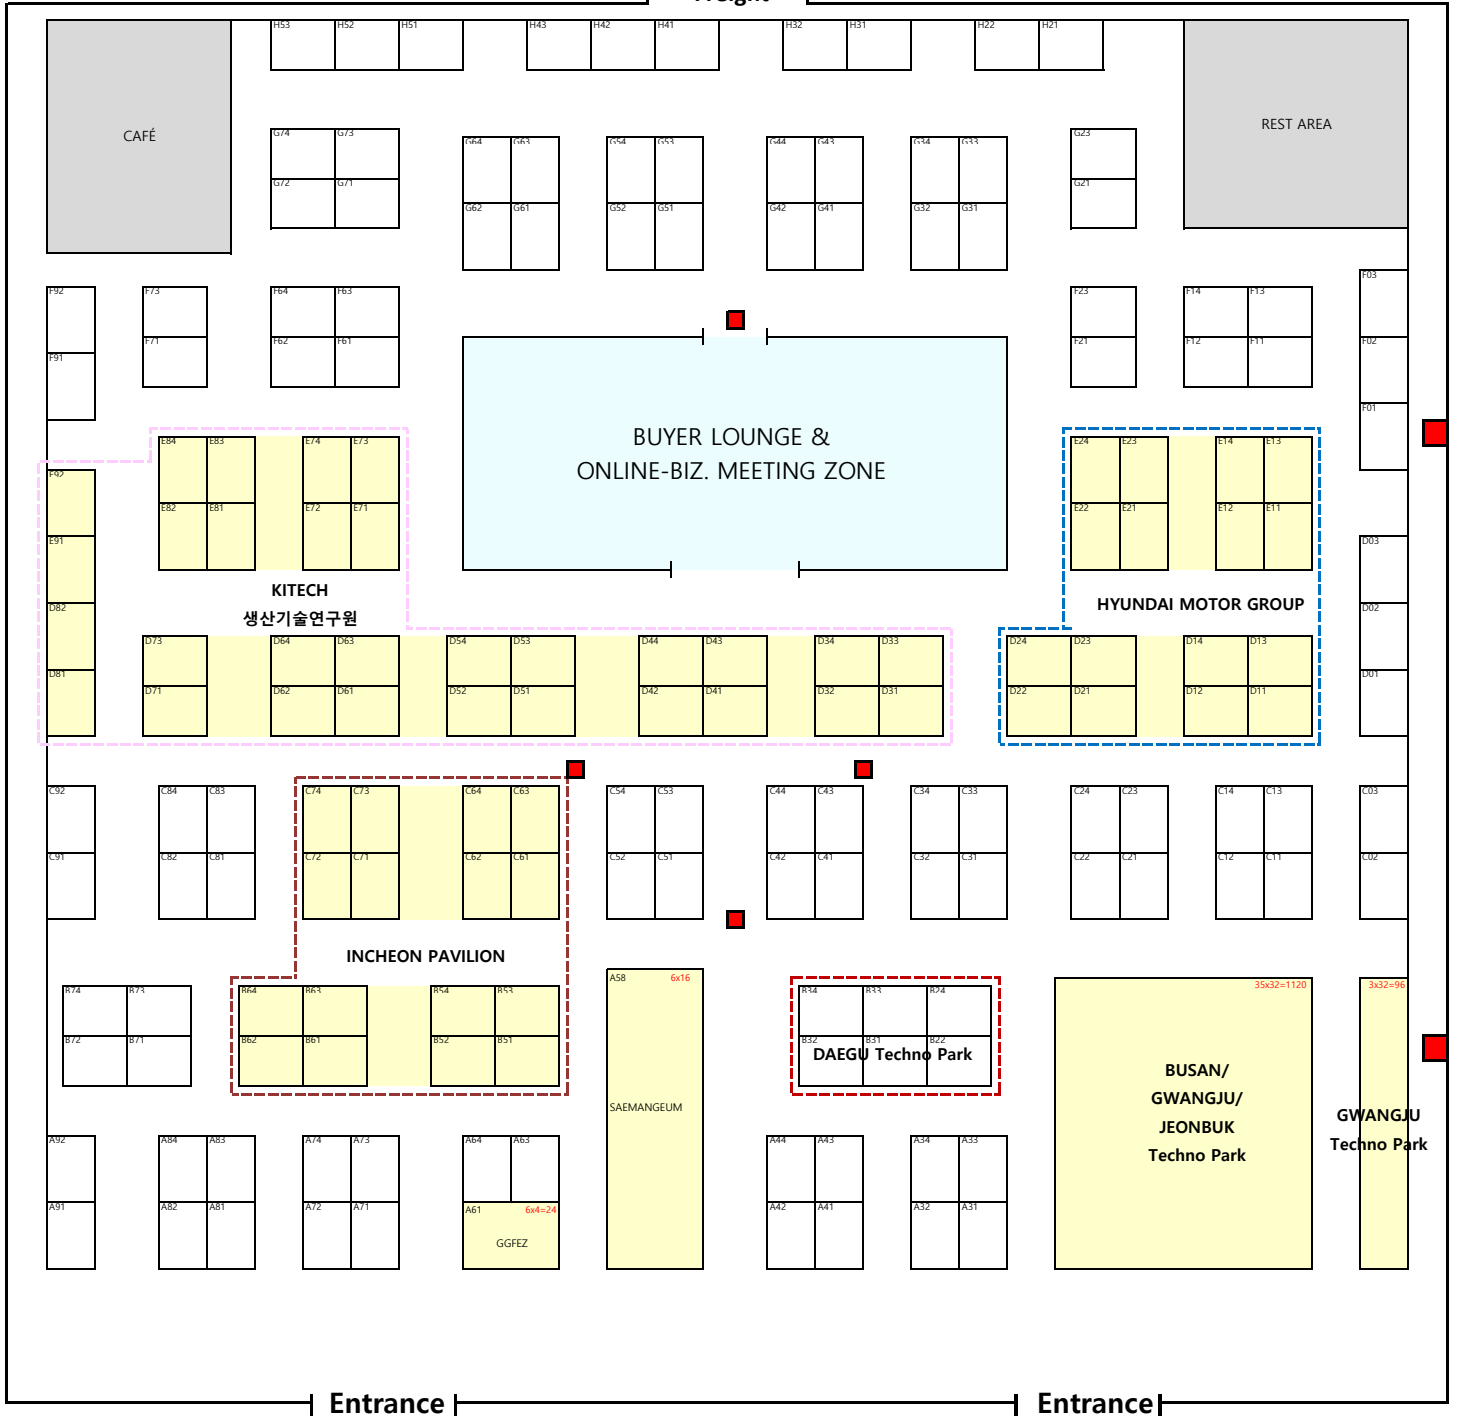 Freight
H53 H52 H51 H43 H42 H41 H32 H31 H22 H21
CAFÉ
REST AREA
G74 G73 G23
G64 G63 G54 G53 G44 G43 G34 G33
G72 G71 G21
G62 G61 G52 G51 G42 G41 G32 G31
F03
F92 F73 F64 F63 F23 F14 F13
F71 F62 F61 F21 F12 F11 F02
F91
F01
BUYER LOUNGE &
ONLINE-BIZ. MEETING ZONE
E84 E83 E74 E73 E24 E23 E14 E13
E92
E82 E81 E72 E71 E22 E21 E12 E11
E91 D03
KITECH
생산기술연구원
HYUNDAI MOTOR GROUP
D82 D02
D73 D64 D63 D54 D53 D44 D43 D34 D33 D24 D23 D14 D13
D81 D01
D71 D62 D61 D52 D51 D42 D41 D32 D31 D22 D21 D12 D11
C92 C84 C83 C74 C73 C64 C63 C54 C53 C44 C43 C34 C33 C24 C23 C14 C13 C03
C91 C82 C81 C72 C71 C62 C61 C52 C51 C42 C41 C32 C31 C22 C21 C12 C11 C02
INCHEON PAVILION
A58 6x16
35x32=1120 3x32=96
B74 B73 B64 B63 B54 B53 B34 B33 B24
B72 B71 B62 B61 B52 B51 B32 B31 B22
DAEGU Techno Park
BUSAN/
GWANGJU/
JEONBUK
Techno Park
SAEMANGEUM
GWANGJU
Techno Park
A92 A84 A83 A74 A73 A64 A63 A44 A43 A34 A33
A91 A82 A81 A72 A71 A61 6x4=24 A42 A41 A32 A31
GGFEZ
Entrance Entrance